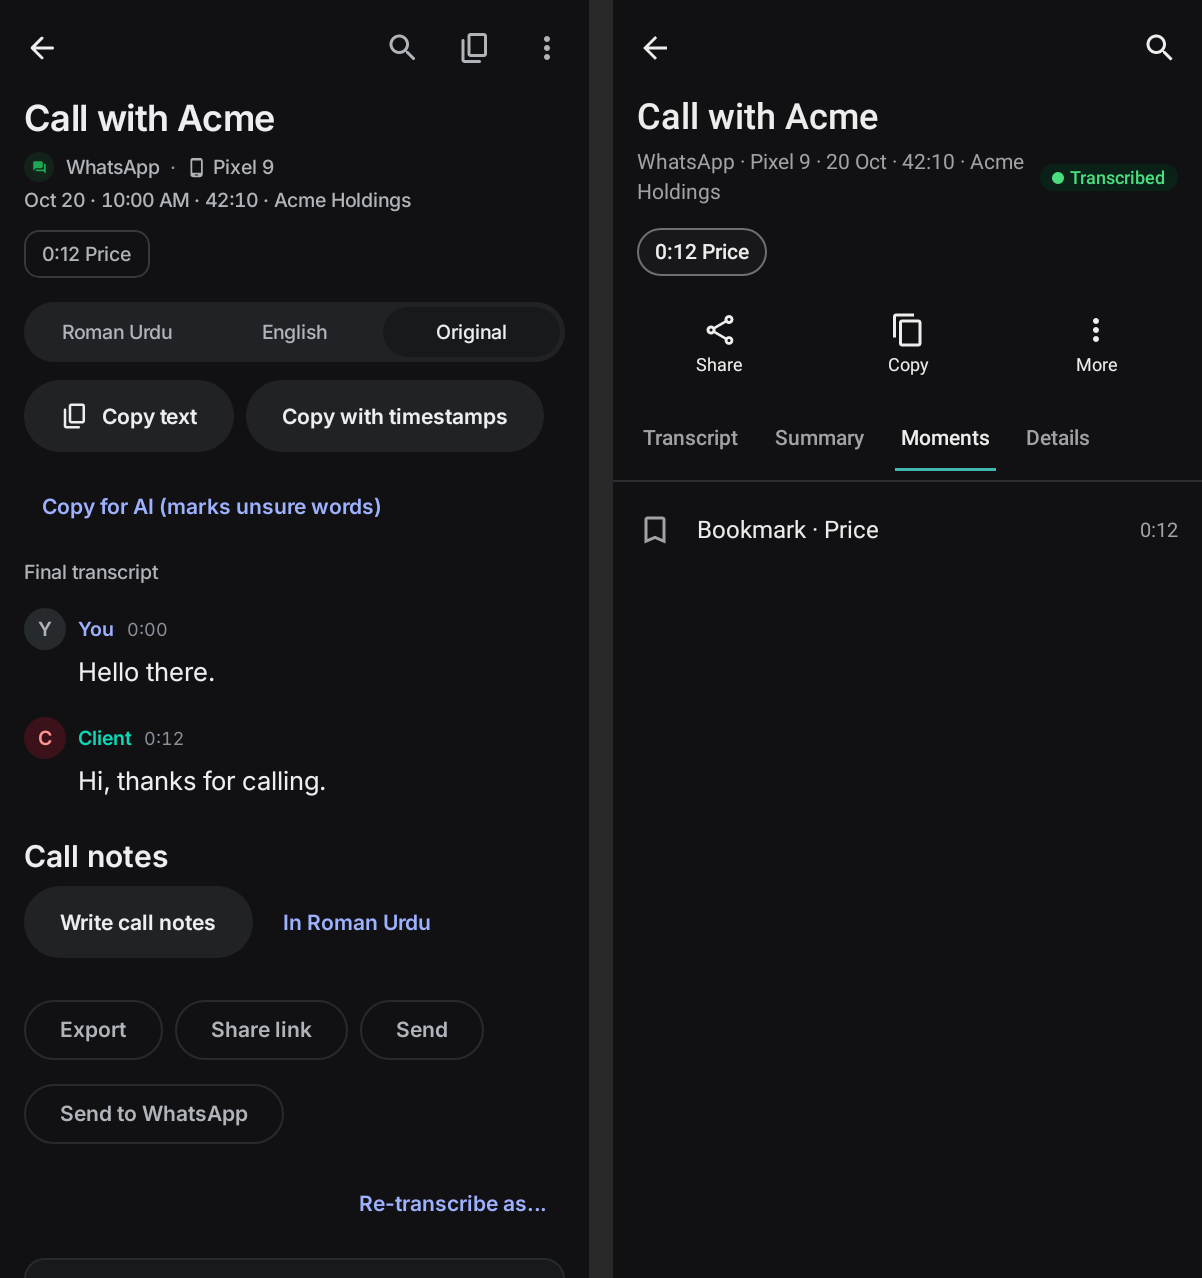 Call with Acme
WhatsApp · Pixel 9
Oct 20 · 10:00 AM · 42:10 · Acme Holdings
0:12 Price
Roman Urdu English Original
Copy text Copy with timestamps
Copy for AI (marks unsure words)
Final transcript
Y You 0:00
Hello there.
C Client 0:12
Hi, thanks for calling.
Call notes
Write call notes In Roman Urdu
Export Share link Send
Send to WhatsApp
Re-transcribe as...
Call with Acme
WhatsApp · Pixel 9 · 20 Oct · 42:10 · Acme
Holdings
Transcribed
0:12 Price
Share Copy More
Transcript Summary Moments Details
Bookmark · Price 0:12